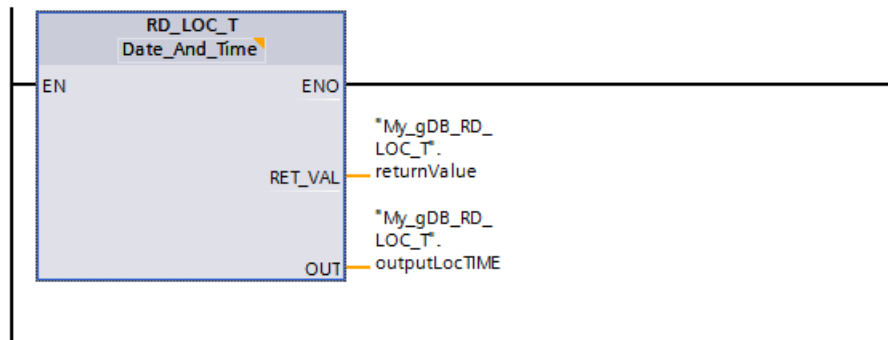 RD_LOC_T
Date_And_Time
EN
ENO
"My_gDB_RD_
LOC_T".
RET_VAL
returnValue
"My_gDB_RD_
LOC_T".
OUT
outputLocTIME